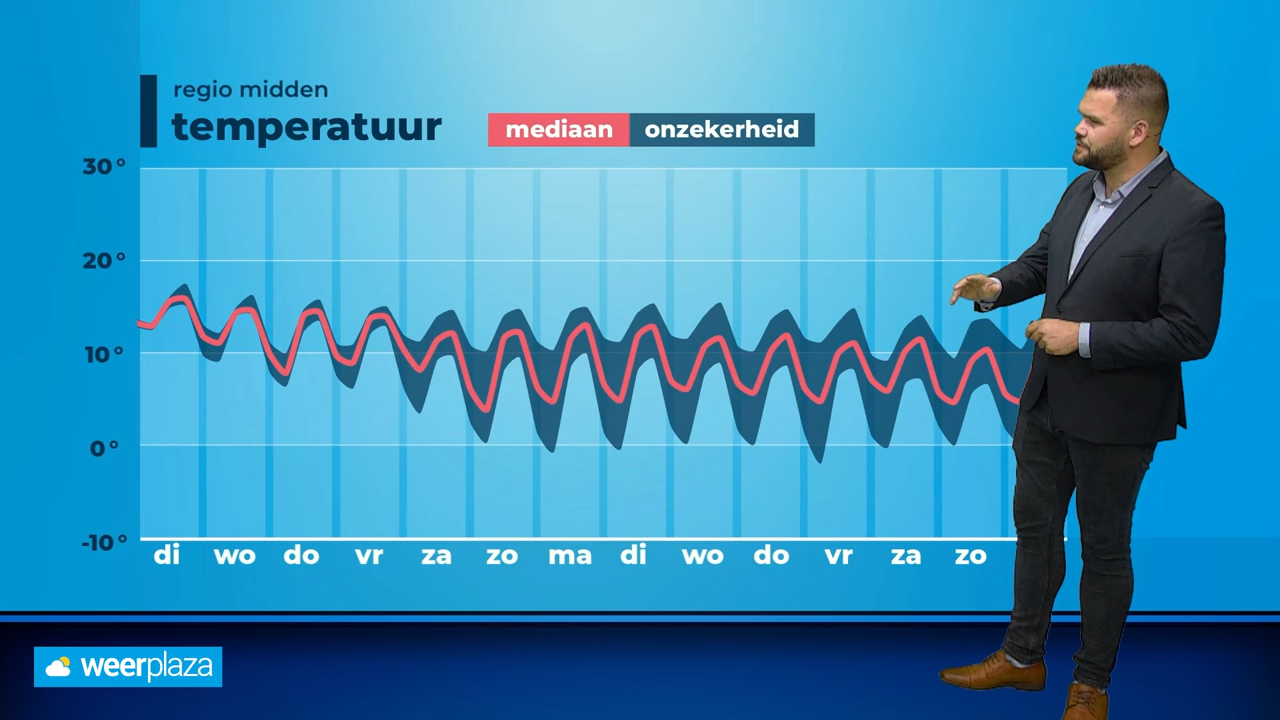 regio midden
temperatuur
mediaan onzekerheid
30°
20°
10°
0°
-10°
di wo do vr za zo ma di wo do vr za zo
weerplaza